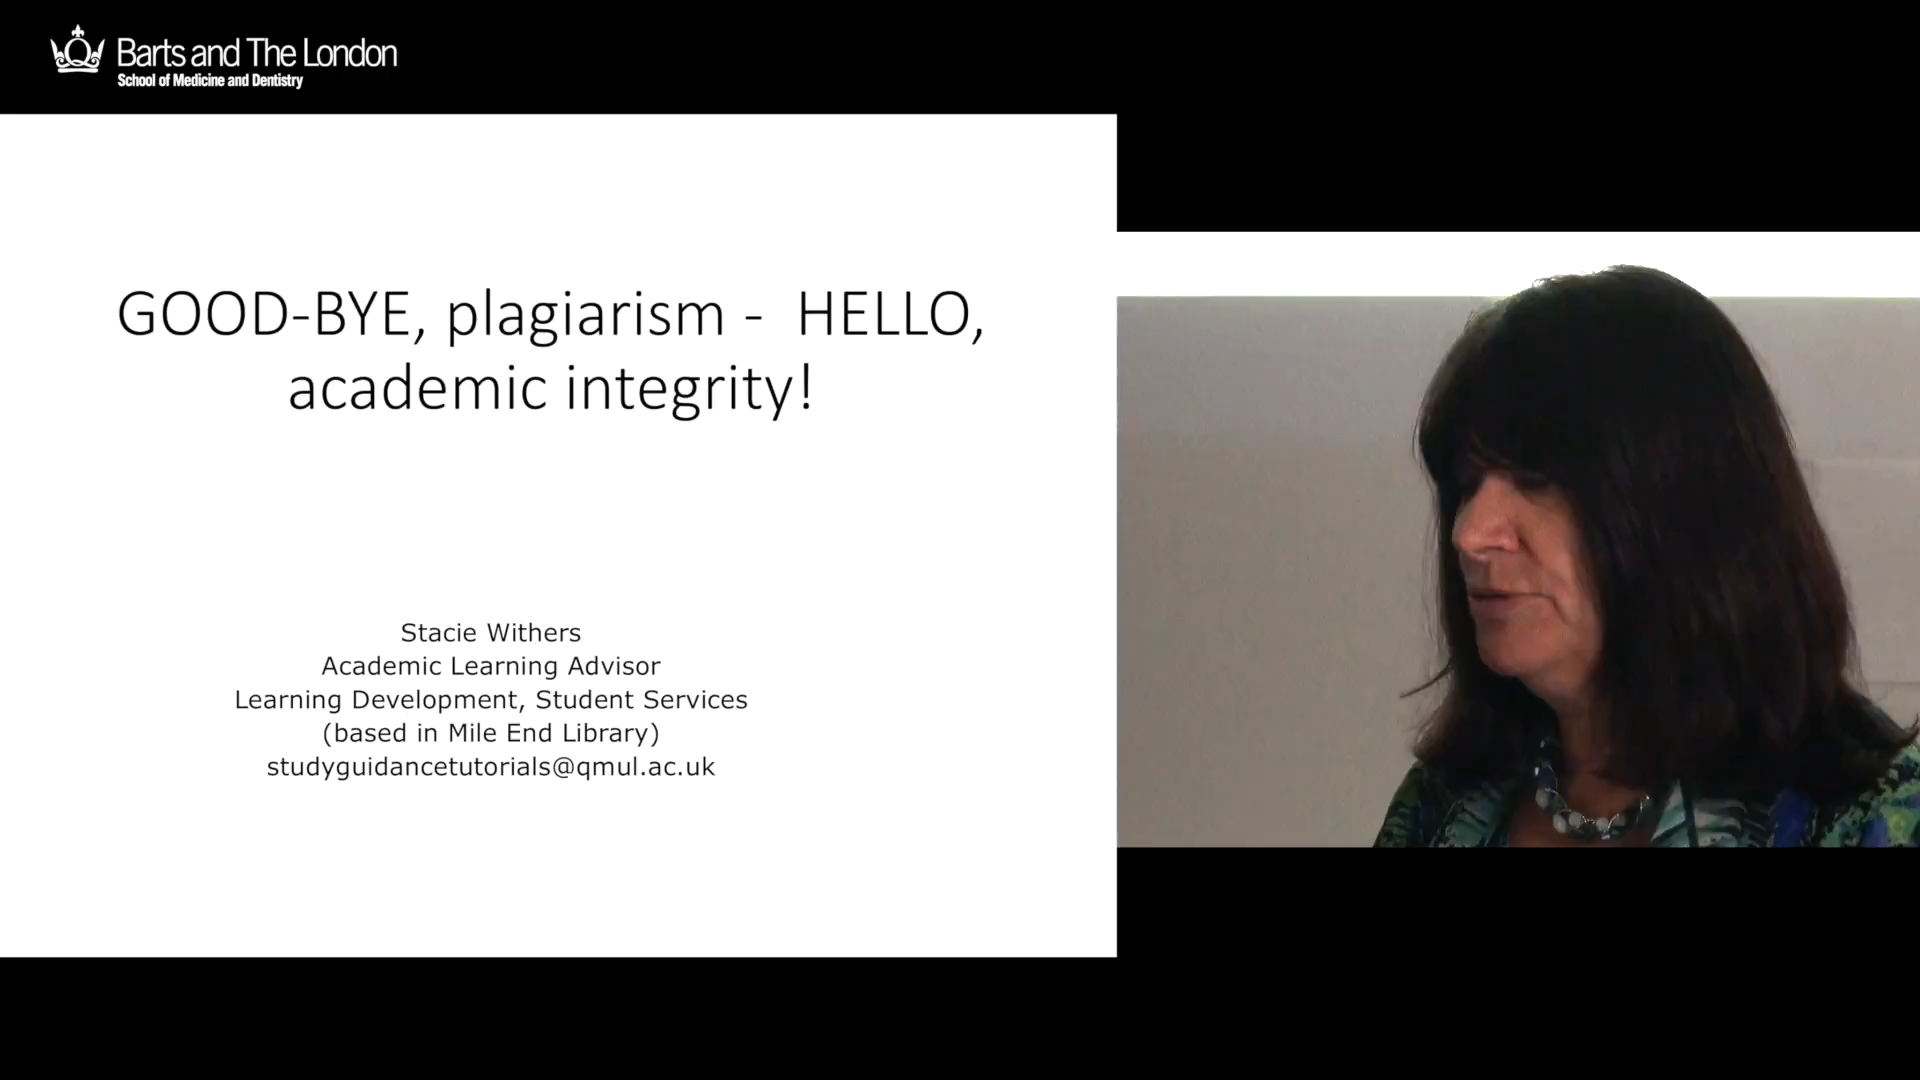 Barts and The London
School of Medicine and Dentistry
GOOD-BYE, plagiarism -  HELLO,
academic integrity!
Stacie Withers
Academic Learning Advisor
Learning Development, Student Services
(based in Mile End Library)
studyguidancetutorials@qmul.ac.uk